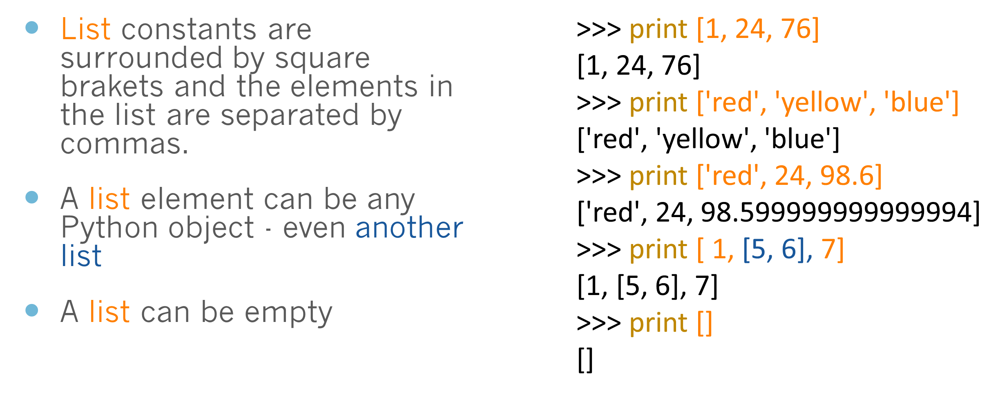 List constants are
surrounded by square
brakets and the elements in
the list are separated by
commas.
A list element can be any
Python object - even another
list
A list can be empty
>>> print [1, 24, 76]
[1, 24, 76]
>>> print ['red', 'yellow', 'blue']
['red', 'yellow', 'blue']
>>> print ['red', 24, 98.6]
['red', 24, 98.599999999999994]
>>> print [ 1, [5, 6], 7]
[1, [5, 6], 7]
>>> print []
[]